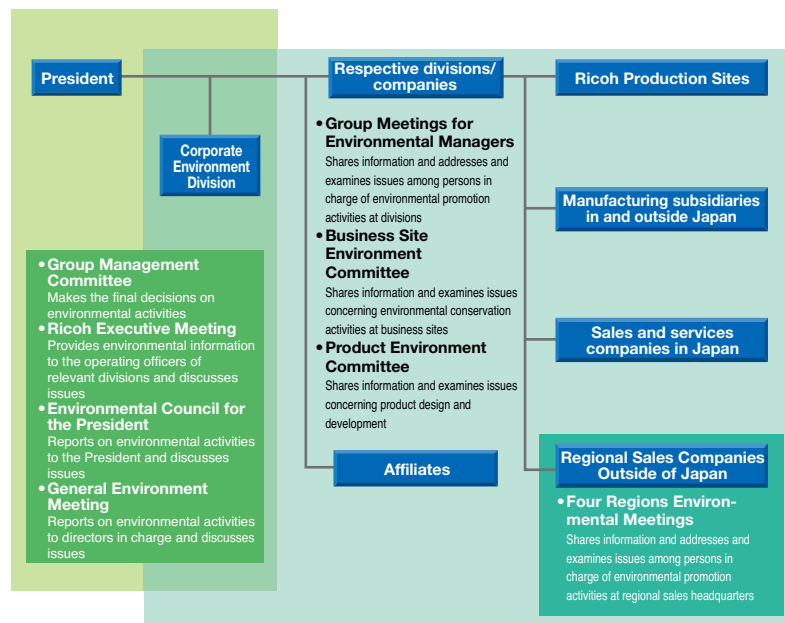 President
Corporate
Environment
Division
• Group Management
Committee
Makes the final decisions on
environmental activities
• Ricoh Executive Meeting
Provides environmental information
to the operating officers of
relevant divisions and discusses
issues
• Environmental Council for
the President
Reports on environmental activities
to the President and discusses
issues
• General Environment
Meeting
Reports on environmental activities
to directors in charge and discusses
issues
Respective divisions/
companies
• Group Meetings for
Environmental Managers
Shares information and addresses and
examines issues among persons in
charge of environmental promotion
activities at divisions
• Business Site
Environment
Committee
Shares information and examines issues
concerning environmental conservation
activities at business sites
• Product Environment
Committee
Shares information and examines issues
concerning product design and
development
Affiliates
Ricoh Production Sites
Manufacturing subsidiaries
in and outside Japan
Sales and services
companies in Japan
Regional Sales Companies
Outside of Japan
• Four Regions Environ-
mental Meetings
Shares information and addresses and
examines issues among persons in
charge of environmental promotion
activities at regional sales headquarters